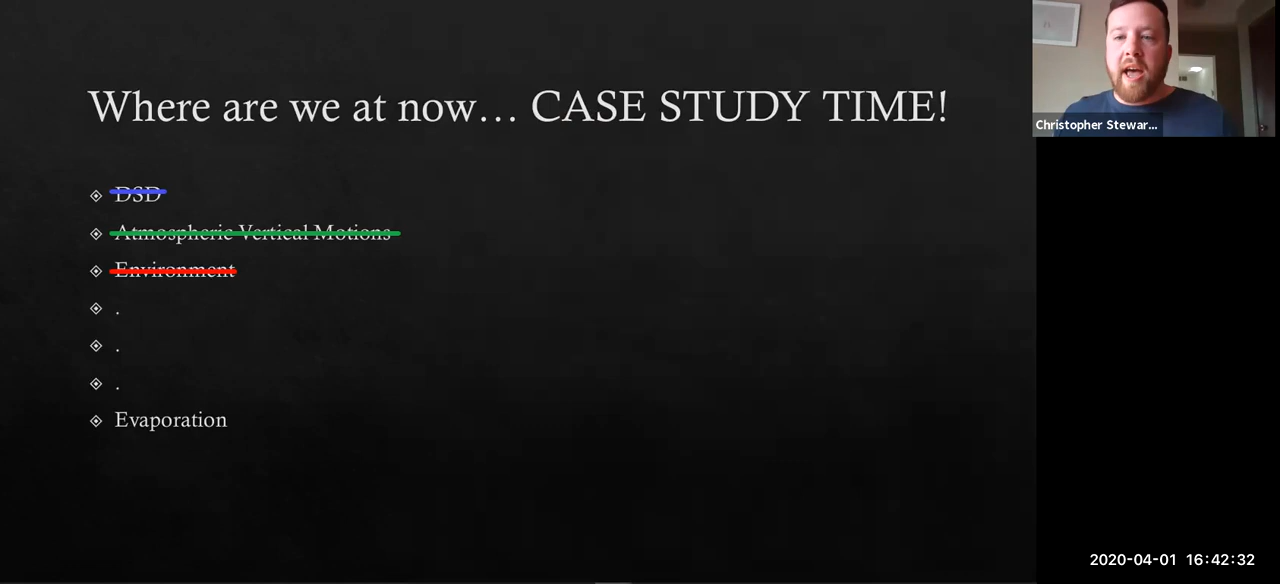 Where are we at now… CASE STUDY TIME!
DSD
Atmospheric Vertical Motions
Environment
.
.
.
Evaporation
Christopher Stewar...
2020-04-01 16:42:32